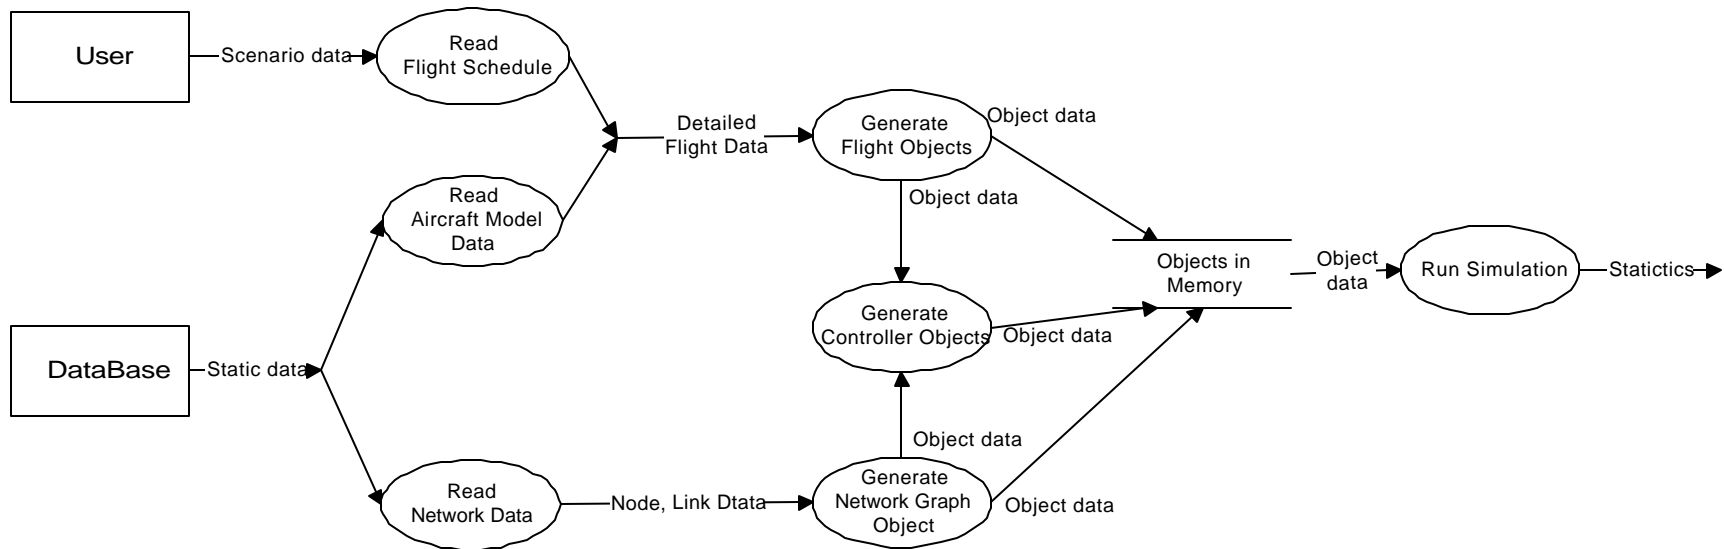 User
Scenario data
Read
Flight Schedule
Detailed
Flight Data
Generate
Flight Objects
Object data
Object data
Read
Aircraft Model
Data
Objects in
Memory
Object
data
Run Simulation
Statictics
Generate
Controller Objects
Object data
DataBase
Static data
Object data
Read
Network Data
Node, Link Dtata
Generate
Network Graph
Object
Object data